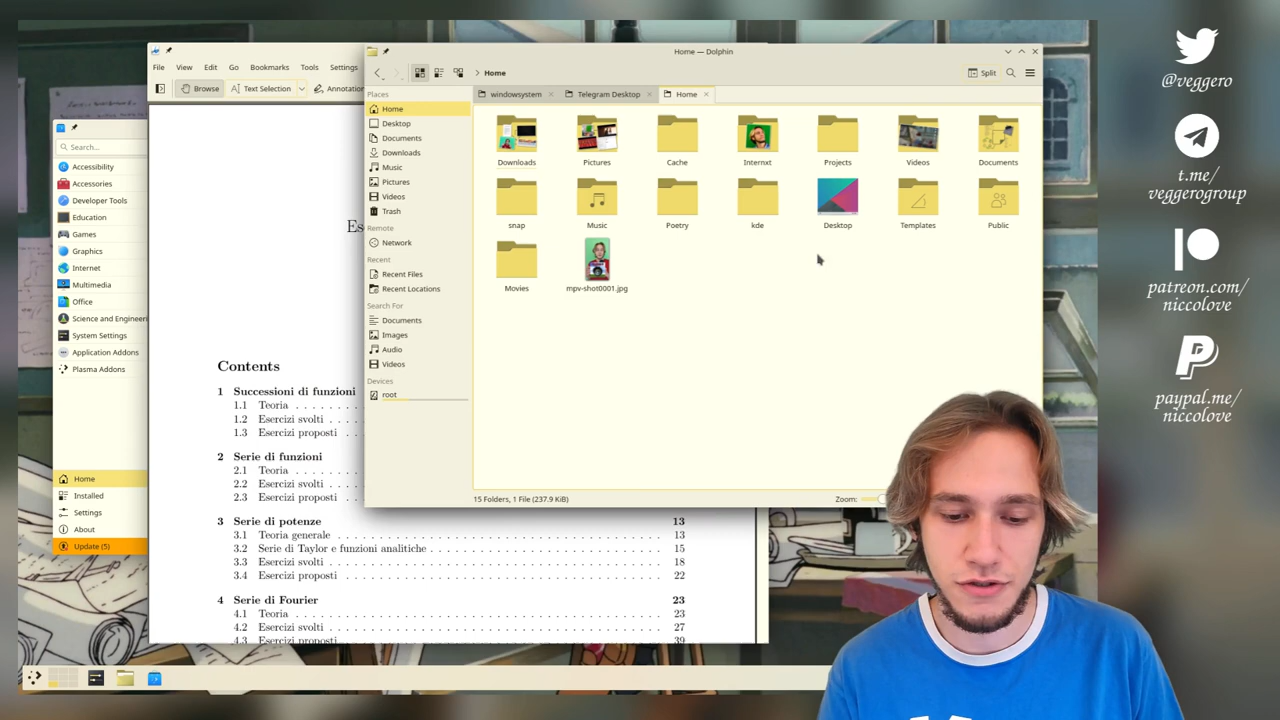 File View Edit Go Bookmarks Tools Settings
Browse Text Selection Annotation
Home — Dolphin
Home
Split
windowsystem
Telegram Desktop
Home
Places
Home
Desktop
Documents
Downloads
Music
Pictures
Videos
Trash
Remote
Network
Recent
Recent Files
Recent Locations
Search For
Documents
Images
Audio
Videos
Devices
root
Downloads Pictures Cache Internxt Projects Videos Documents
snap Music Poetry kde Desktop Templates Public
Movies mpv-shot0001.jpg
15 Folders, 1 File (237.9 KiB)
Zoom:
Search...
Accessibility
Accessories
Developer Tools
Education
Games
Graphics
Internet
Multimedia
Office
Science and Engineeri
System Settings
Application Addons
Plasma Addons
Home
Installed
Settings
About
Update (5)
Es
Contents
1 Successioni di funzioni
1.1 Teoria
1.2 Esercizi svolti
1.3 Esercizi proposti
2 Serie di funzioni
2.1 Teoria
2.2 Esercizi svolti
2.3 Esercizi proposti
3 Serie di potenze 13
3.1 Teoria generale 13
3.2 Serie di Taylor e funzioni analitiche 15
3.3 Esercizi svolti 18
3.4 Esercizi proposti 22
4 Serie di Fourier 23
4.1 Teoria 23
4.2 Esercizi svolti 27
4.3 Esercizi proposti 39
@veggero
t.me/
veggerogroup
patreon.com/
niccolove
paypal.me/
niccolove